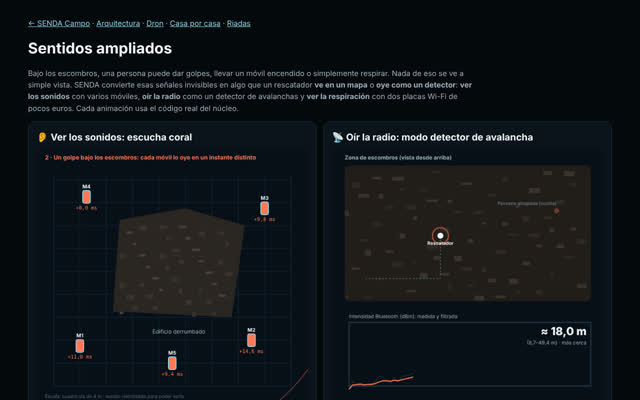 ← SENDA Campo · Arquitectura · Dron · Casa por casa · Riadas
Sentidos ampliados
Bajo los escombros, una persona puede dar golpes, llevar un móvil encendido o simplemente respirar. Nada de eso se ve a
simple vista. SENDA convierte esas señales invisibles en algo que un rescatador ve en un mapa o oye como un detector: ver
los sonidos con varios móviles, oír la radio como un detector de avalanchas y ver la respiración con dos placas Wi-Fi de
pocos euros. Cada animación usa el código real del núcleo.
Ver los sonidos: escucha coral
2 · Un golpe bajo los escombros: cada móvil lo oye en un instante distinto
M4
+0,0 ms
M3
+9,8 ms
Edificio derrumbado
M1
+11,0 ms
M2
+14,6 ms
M5
+9,4 ms
Oír la radio: modo detector de avalancha
Zona de escombros (vista desde arriba)
Persona atrapada (oculta)
Rescatador
Intensidad Bluetooth (dBm): medida y filtrada
≈ 18,0 m
(6,7–49,4 m) · más cerca